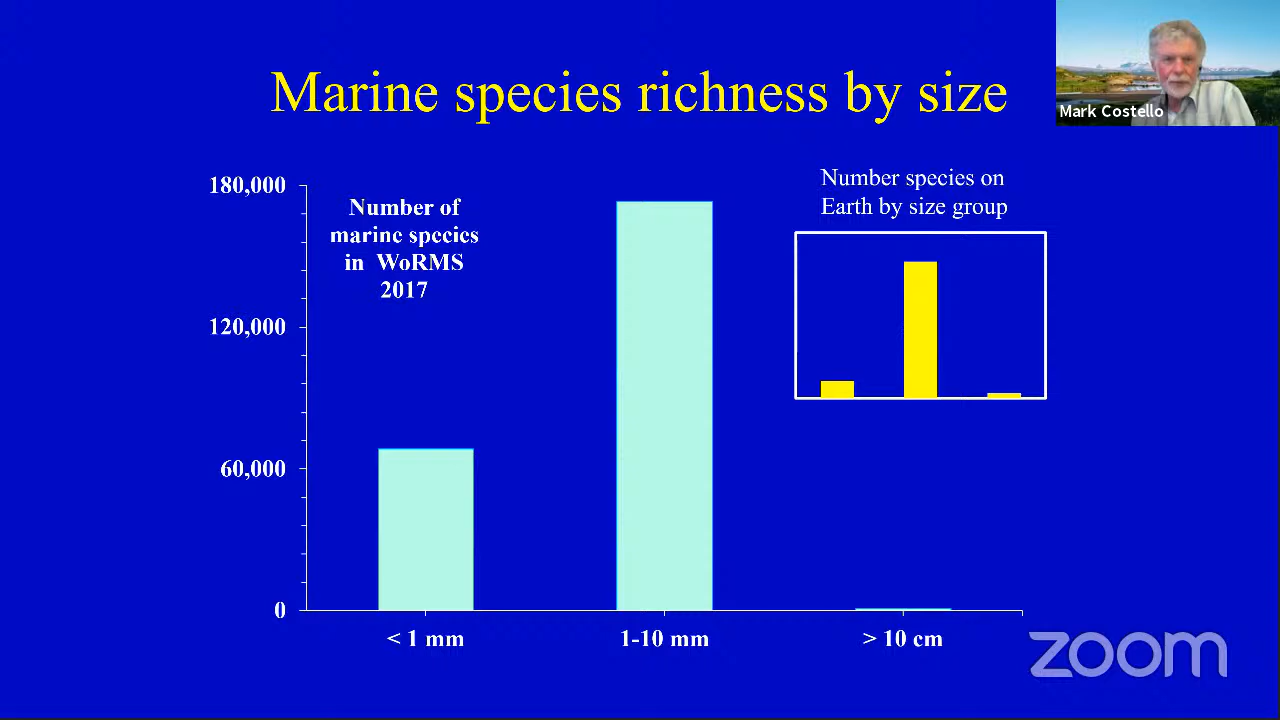 Marine species richness by size
Mark Costello
180,000
120,000
60,000
0
Number of
marine species
in WoRMS
2017
Number species on
Earth by size group
< 1 mm
1-10 mm
> 10 cm
zoom